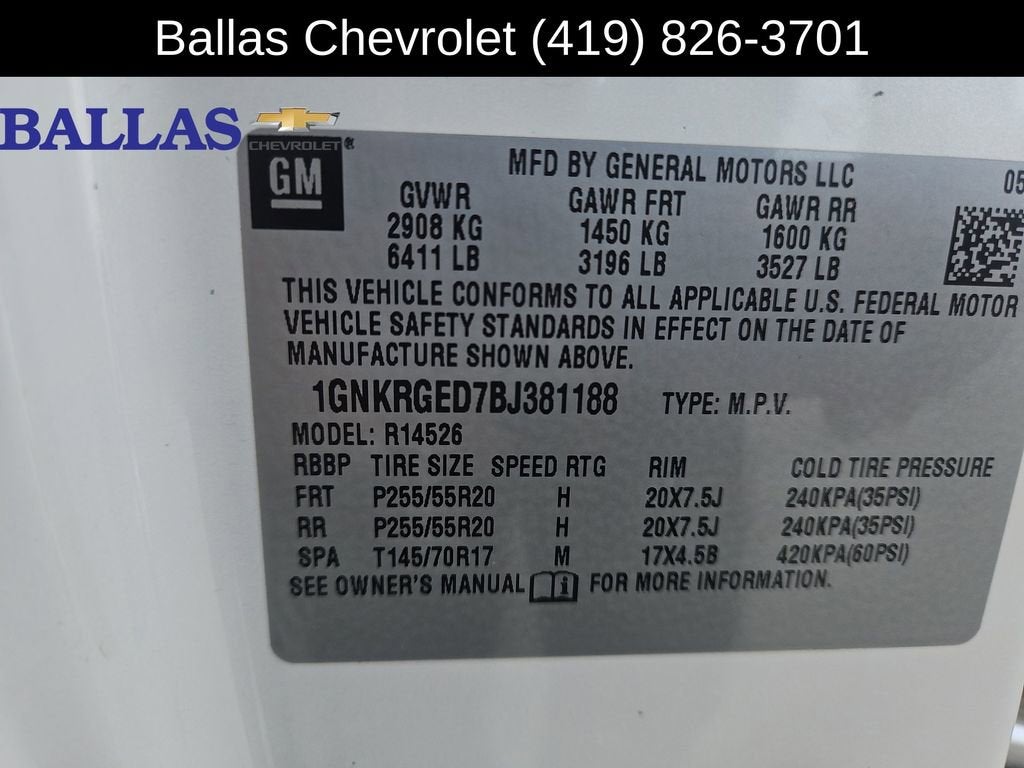 Ballas Chevrolet (419) 826-3701
BALLAS
CHEVROLET
GM
MFD BY GENERAL MOTORS LLC 05
GVWR GAWR FRT GAWR RR
2908 KG 1450 KG 1600 KG
6411 LB 3196 LB 3527 LB
THIS VEHICLE CONFORMS TO ALL APPLICABLE U.S. FEDERAL MOTOR
VEHICLE SAFETY STANDARDS IN EFFECT ON THE DATE OF
MANUFACTURE SHOWN ABOVE.
1GNKRGED7BJ381188 TYPE: M.P.V.
MODEL: R14526
RBBP TIRE SIZE SPEED RTG RIM COLD TIRE PRESSURE
FRT P255/55R20 H 20X7.5J 240KPA(35PSI)
RR P255/55R20 H 20X7.5J 240KPA(35PSI)
SPA T145/70R17 M 17X4.5B 420KPA(60PSI)
SEE OWNER'S MANUAL i FOR MORE INFORMATION.